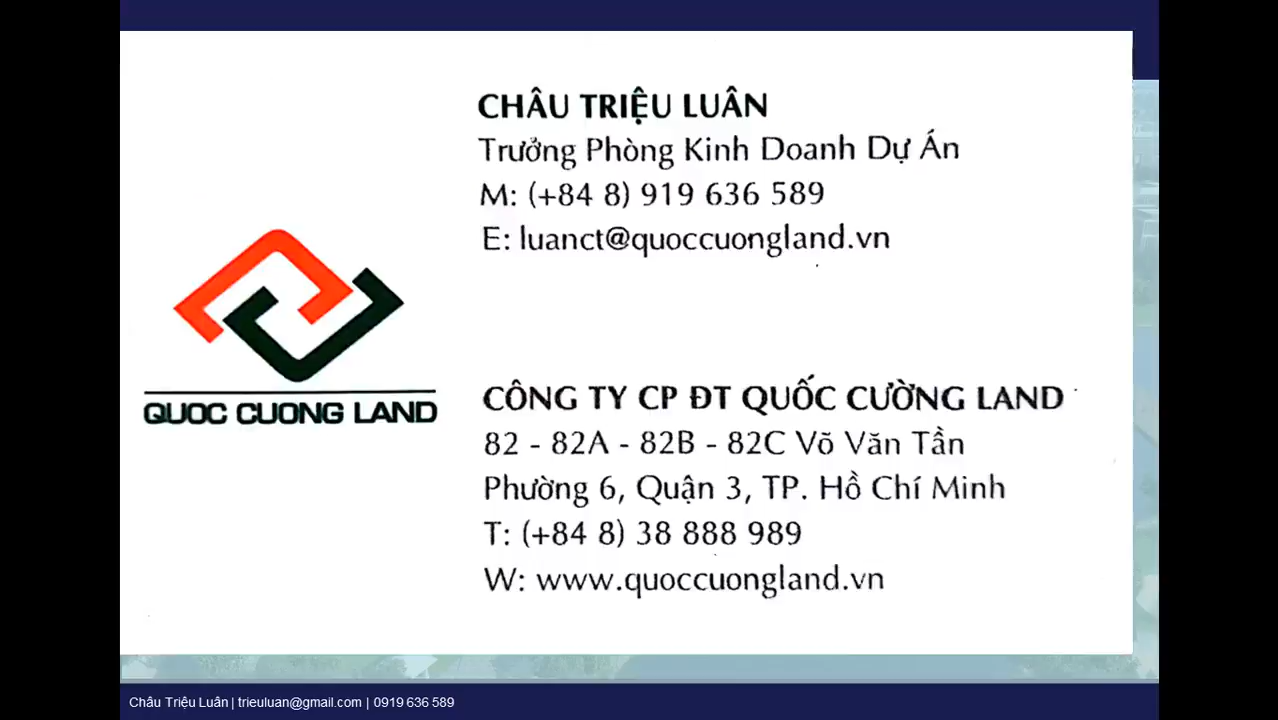 CHÂU TRIỆU LUÂN
Trưởng Phòng Kinh Doanh Dự Án
M: (+84 8) 919 636 589
E: luanct@quoccuongland.vn
QUOC CUONG LAND
CÔNG TY CP ĐT QUỐC CƯỜNG LAND
82 - 82A - 82B - 82C Võ Văn Tần
Phường 6, Quận 3, TP. Hồ Chí Minh
T: (+84 8) 38 888 989
W: www.quoccuongland.vn
Châu Triệu Luân | trieuluan@gmail.com | 0919 636 589